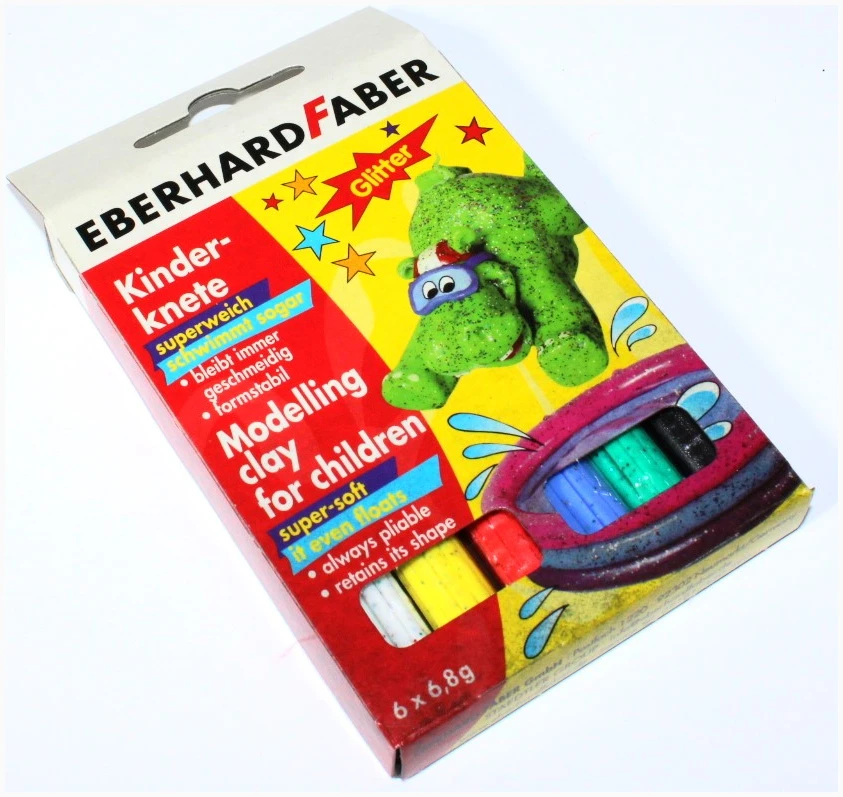 EBERHARDFABER
Glitter
Kinder-
knete
superweich
schwimmt sogar
• bleibt immer
geschmeidig
• formstabil
Modelling
clay
for children
super-soft
it even floats
• always pliable
• retains its shape
6 x 6,8g
GmbH